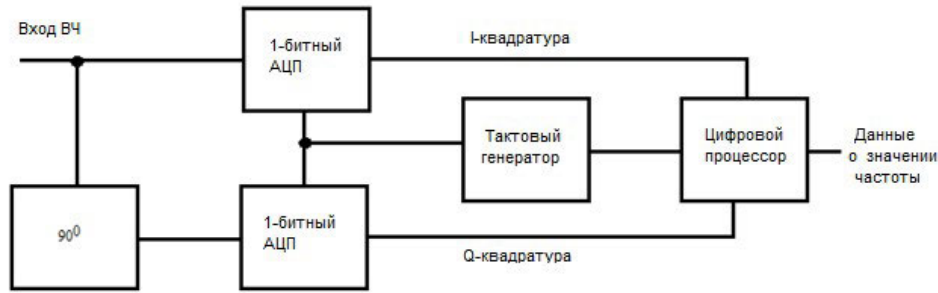 Вход ВЧ
1-битный
АЦП
I-квадратура
Тактовый
генератор
Цифровой
процессор
Данные
о значении
частоты
90⁰
1-битный
АЦП
Q-квадратура